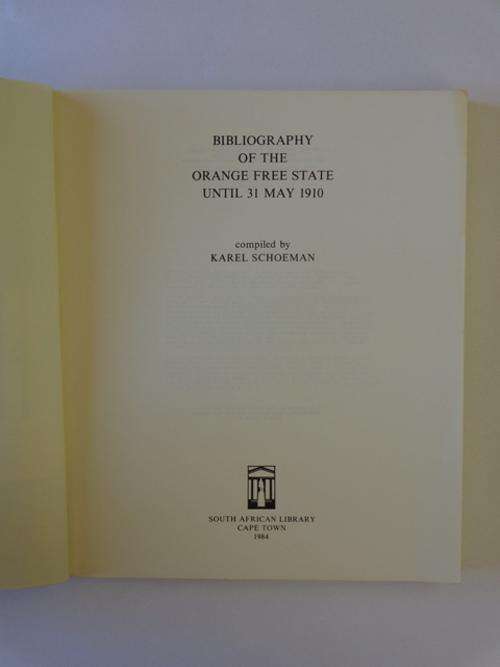 BIBLIOGRAPHY
OF THE
ORANGE FREE STATE
UNTIL 31 MAY 1910
compiled by
KAREL SCHOEMAN
SOUTH AFRICAN LIBRARY
CAPE TOWN
1984